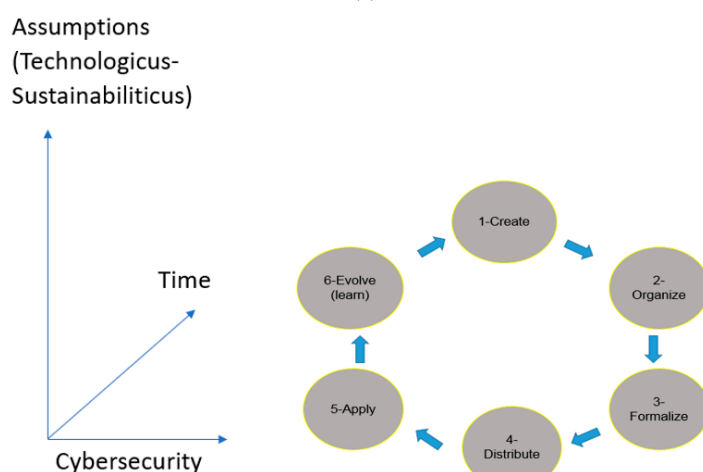 Assumptions
(Technologicus-
Sustainabiliticus)
Time
Cybersecurity
1-Create
2-
Organize
3-
Formalize
4-
Distribute
5-Apply
6-Evolve
(learn)